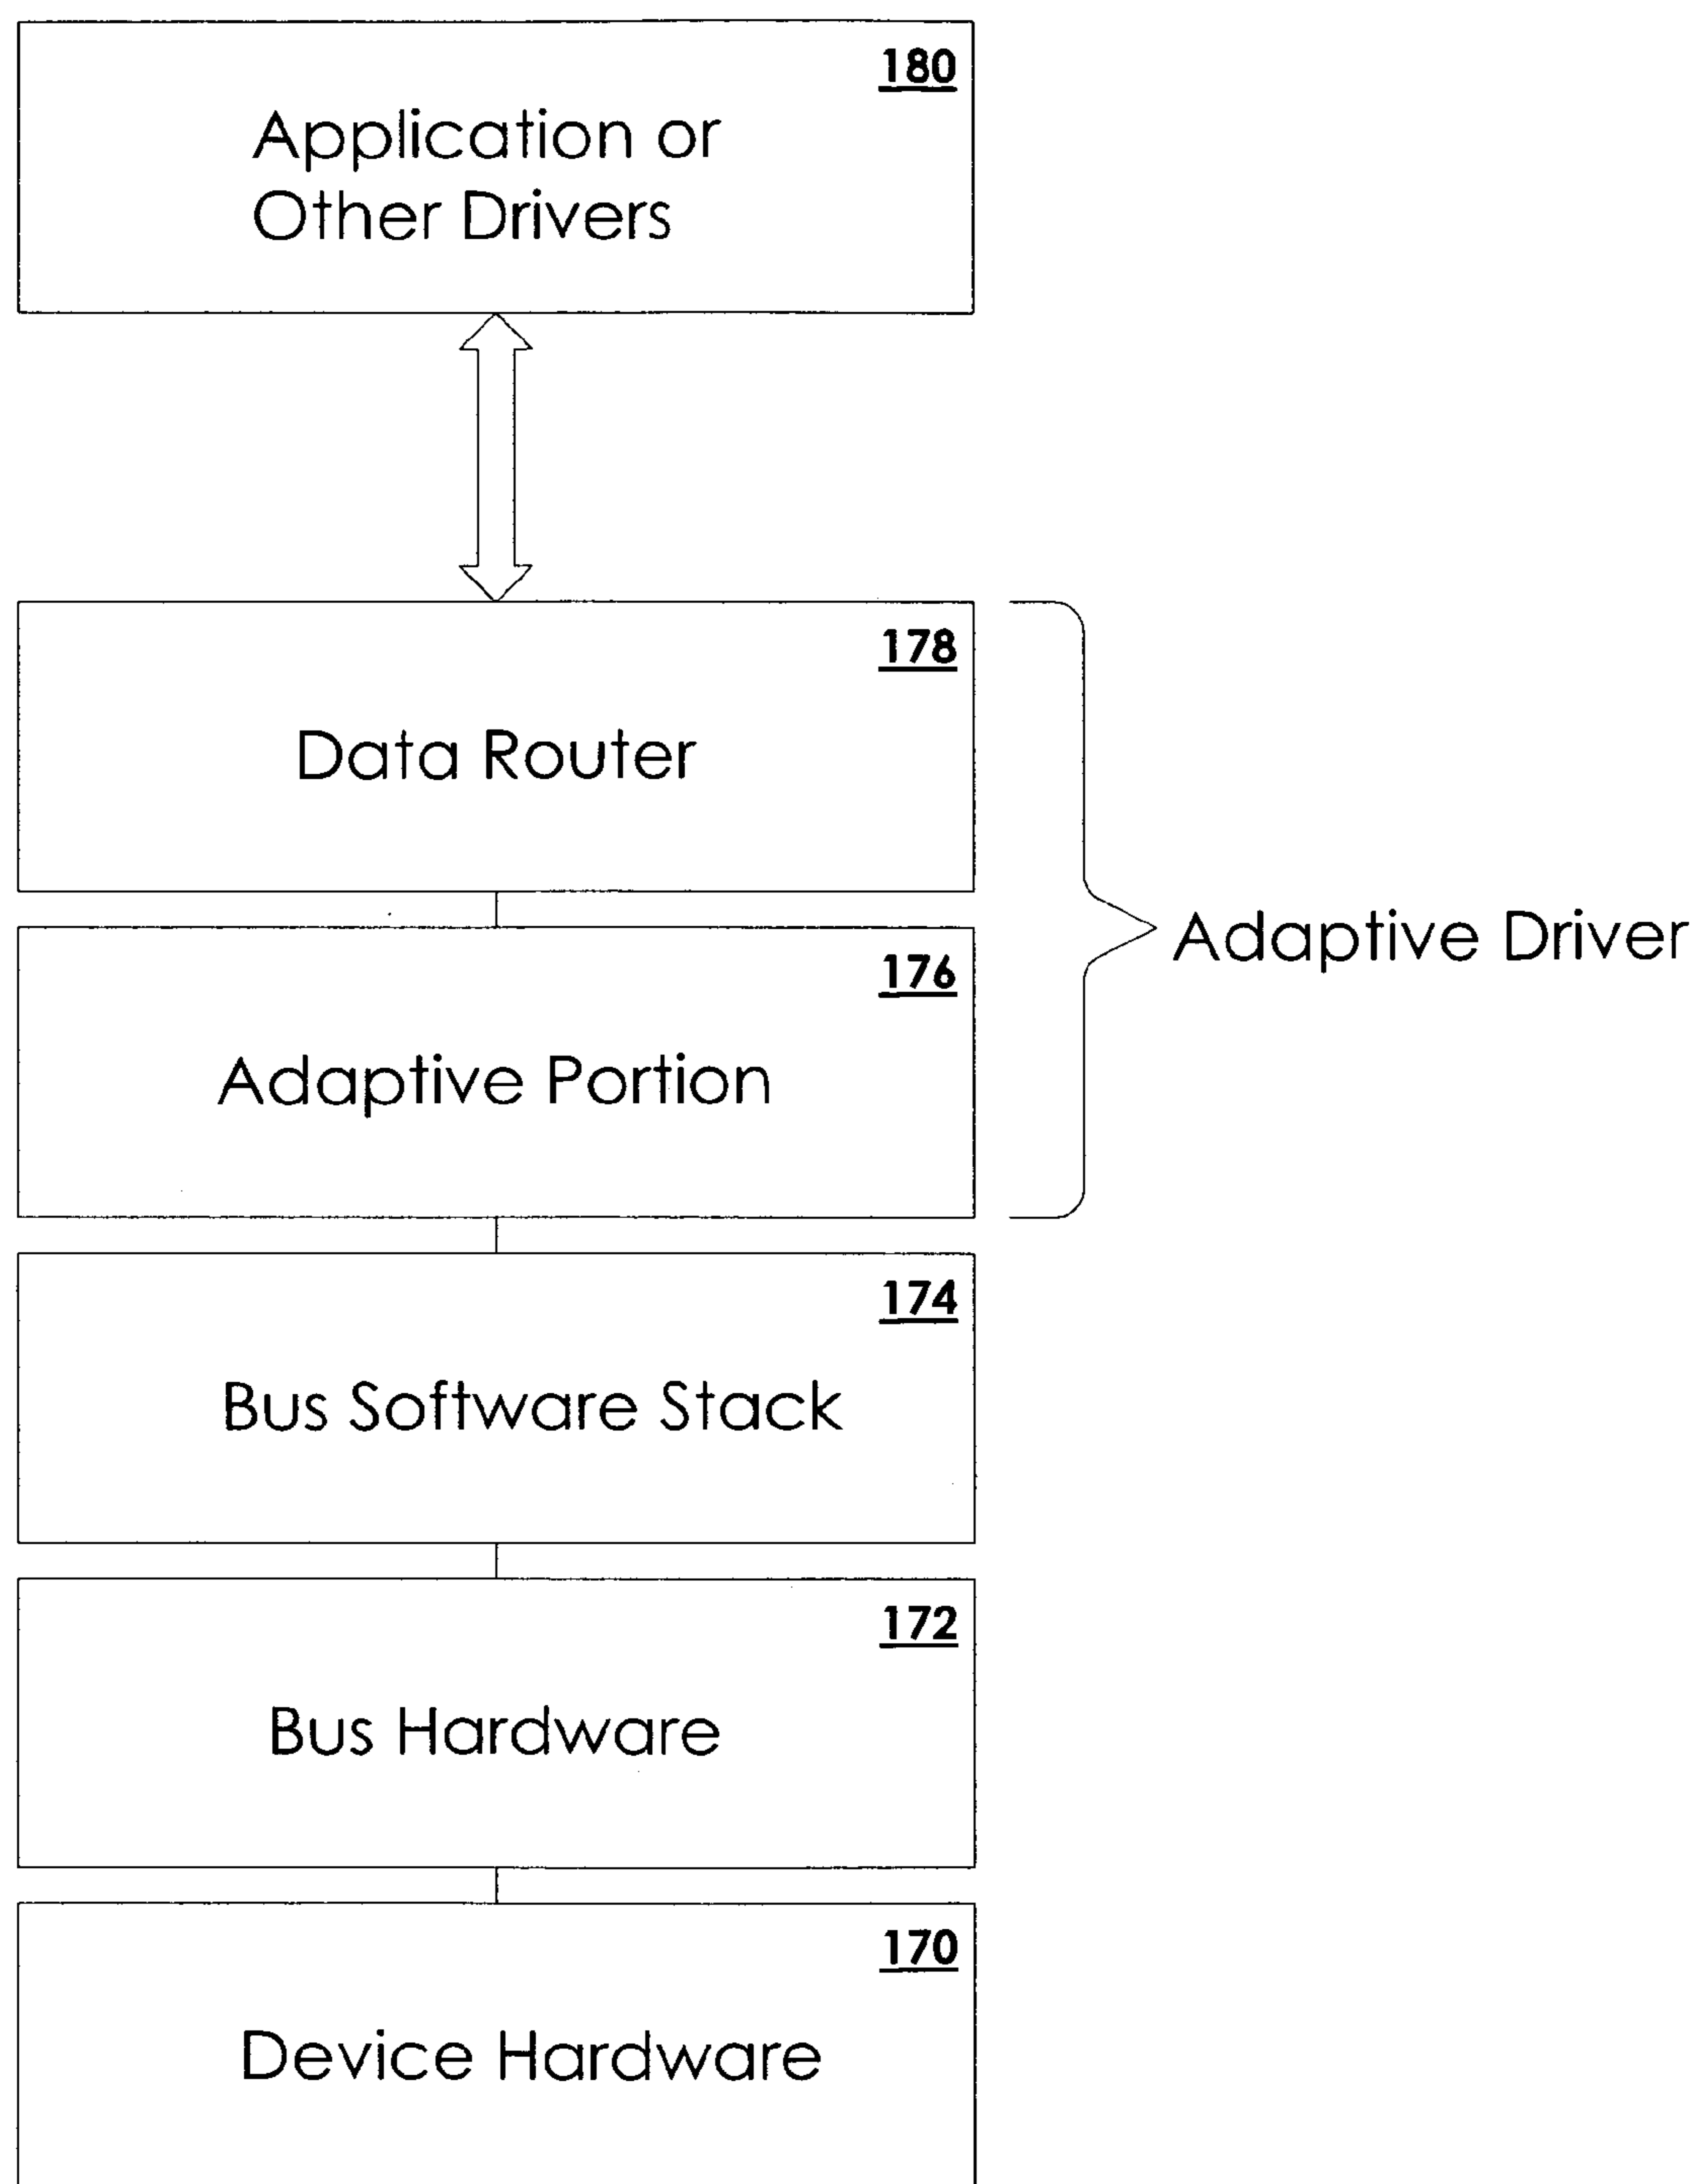 180
Application or
Other Drivers
178
Data Router
176
Adaptive Portion
Adaptive Driver
174
Bus Software Stack
172
Bus Hardware
170
Device Hardware